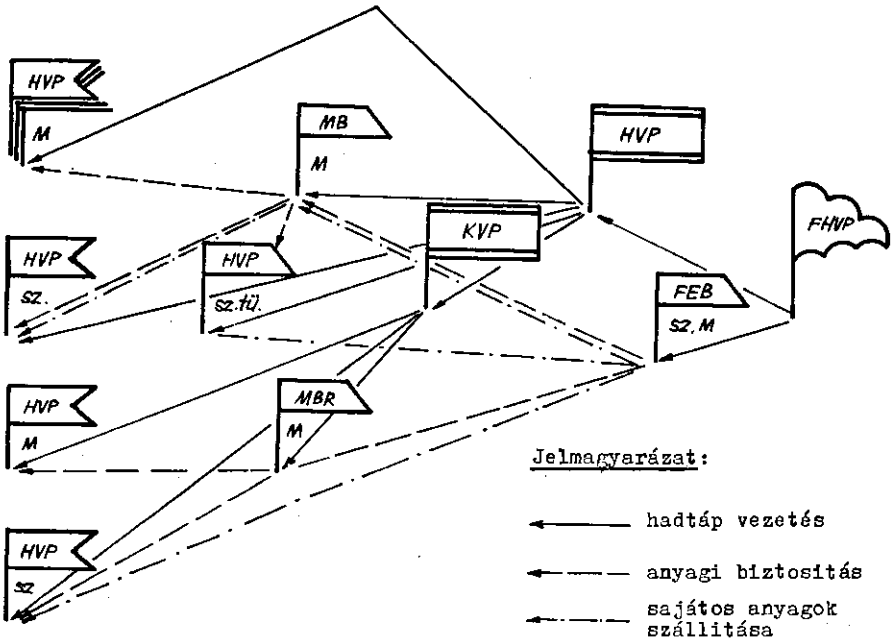 HVP
M
MB
M
HVP
KVP
FHVP
HVP
SZ.
HVP
SZ.TÜ.
FEB
SZ, M
HVP
M
MBR
M
HVP
SZ
Jelmagyarázat:
hadtáp vezetés
anyagi biztositás
sajátos anyagok
szállitása